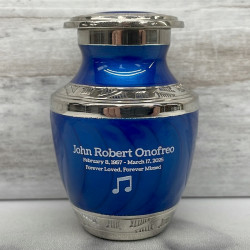 John Robert Onofreo
February 8, 1957 - March 17, 2025
Forever Loved, Forever Missed